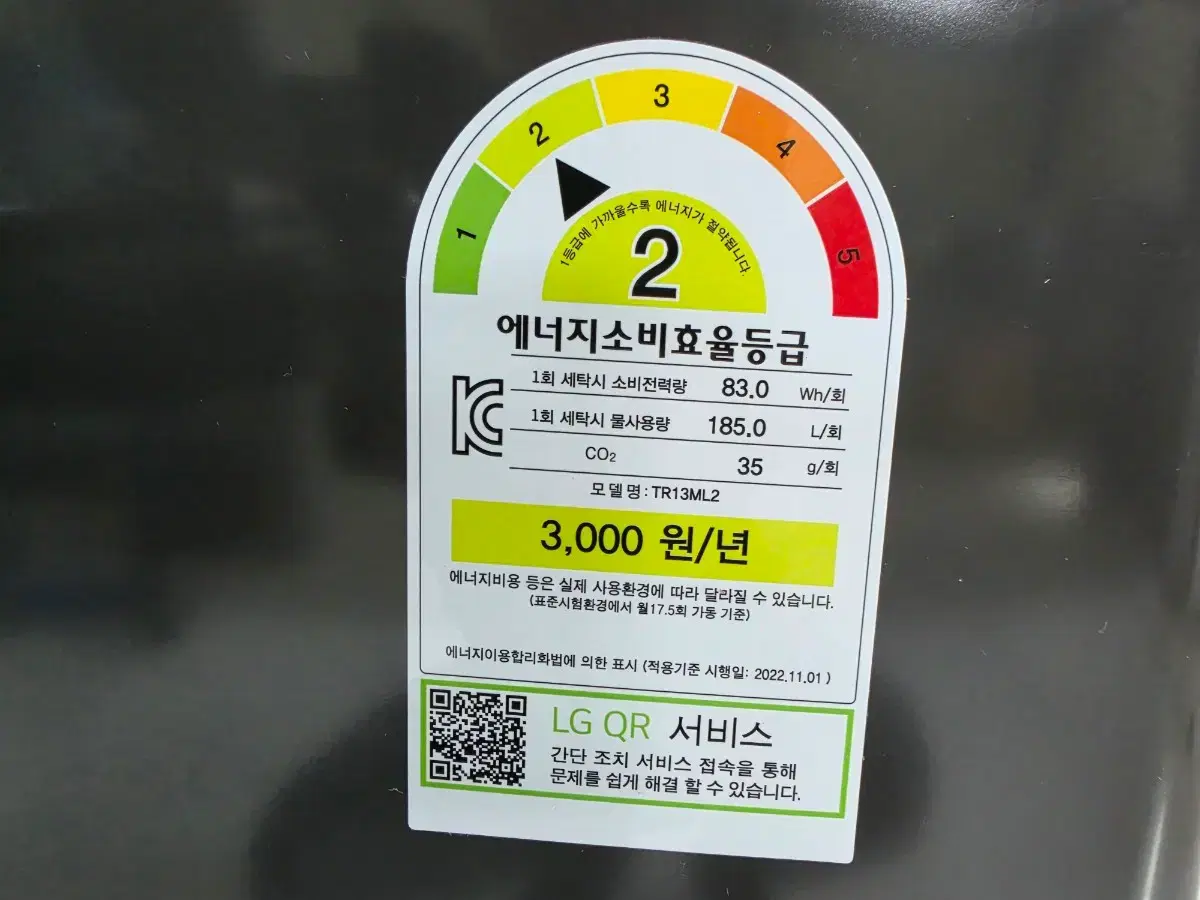 1
2
3
4
5
1등급에 가까울수록 에너지가 절약됩니다.
2
에너지소비효율등급
KC
1회 세탁시 소비전력량 83.0 Wh/회
1회 세탁시 물사용량 185.0 L/회
CO₂ 35 g/회
모델명: TR13ML2
3,000 원/년
에너지비용 등은 실제 사용환경에 따라 달라질 수 있습니다.
(표준시험환경에서 월17.5회 가동 기준)
에너지이용합리화법에 의한 표시 (적용기준 시행일: 2022.11.01 )
LG QR 서비스
간단 조치 서비스 접속을 통해
문제를 쉽게 해결 할 수 있습니다.